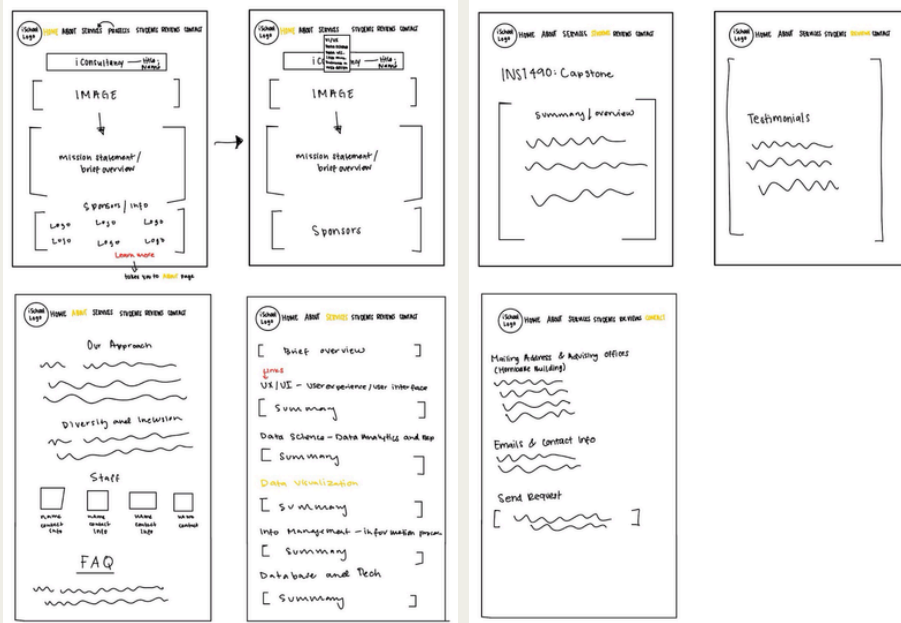 iSchool Logo HOME ABOUT SERVICES PROJECTS STUDENTS REVIEWS CONTACT
iConsultancy — title, name
IMAGE
mission statement/
brief overview
Sponsors/info
Logo Logo Logo
Logo Logo Logo
Learn more
takes you to ABOUT page
iSchool Logo HOME ABOUT SERVICES STUDENTS REVIEWS CONTACT
UX/UI
IMAGE
mission statement/
brief overview
Sponsors
iSchool Logo HOME ABOUT SERVICES STUDENTS REVIEWS CONTACT
INST490: Capstone
Summary/overview
iSchool Logo HOME ABOUT SERVICES STUDENTS REVIEWS CONTACT
Testimonials
iSchool Logo HOME ABOUT SERVICES STUDENTS REVIEWS CONTACT
Our Approach
Diversity and Inclusion
Staff
name name name name
contact contact contact contact
info info info
FAQ
iSchool Logo HOME ABOUT SERVICES STUDENTS REVIEWS CONTACT
Brief overview
links
UX/UI - user experience/user interface
Summary
Data Science - Data Analytics and
Summary
Data Visualization
Summary
Info Management - information
Summary
Database and Tech
Summary
iSchool Logo HOME ABOUT SERVICES STUDENTS REVIEWS CONTACT
Mailing Address & Advising Offices
(Hornbake Building)
Emails & Contact Info
Send Request